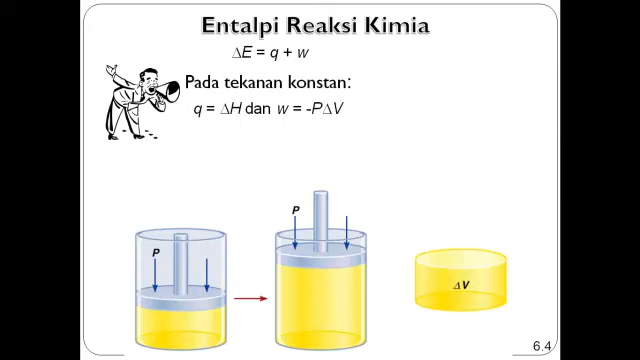 Entalpi Reaksi Kimia
ΔE = q + w
Pada tekanan konstan:
q = ΔH dan w = -PΔV
P
P
ΔV
6.4